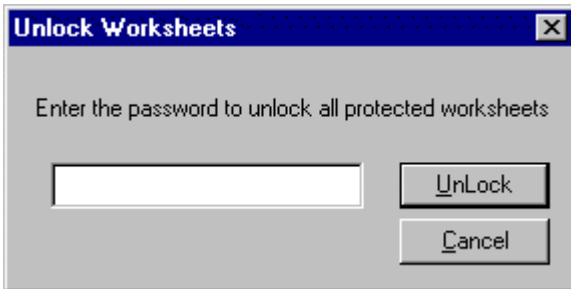 Unlock Worksheets
Enter the password to unlock all protected worksheets
UnLock
Cancel